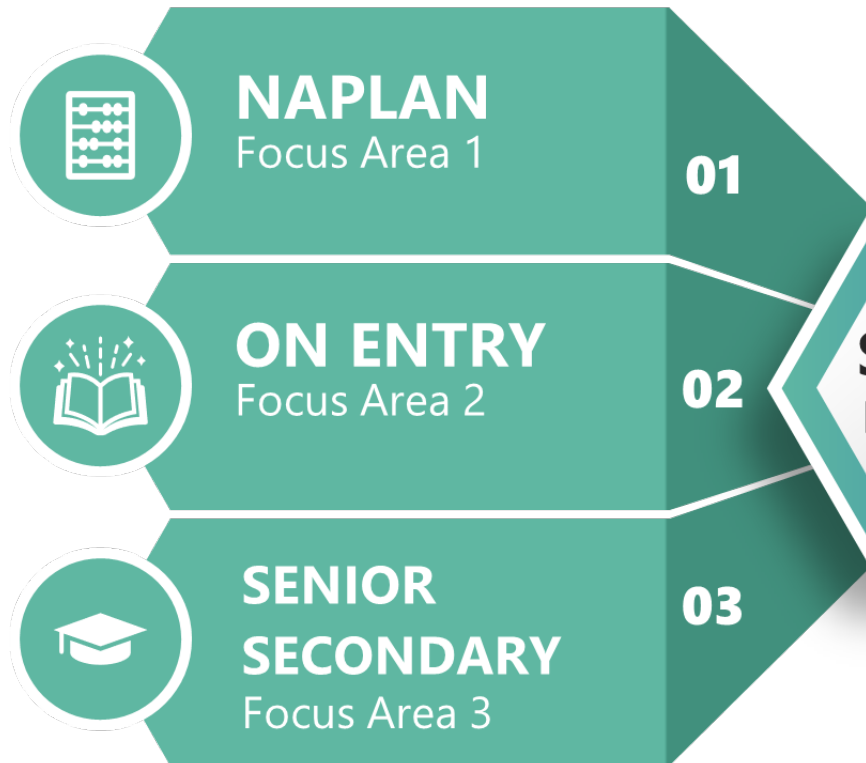 NAPLAN
Focus Area 1
01
ON ENTRY
Focus Area 2
02
SENIOR
SECONDARY
Focus Area 3
03